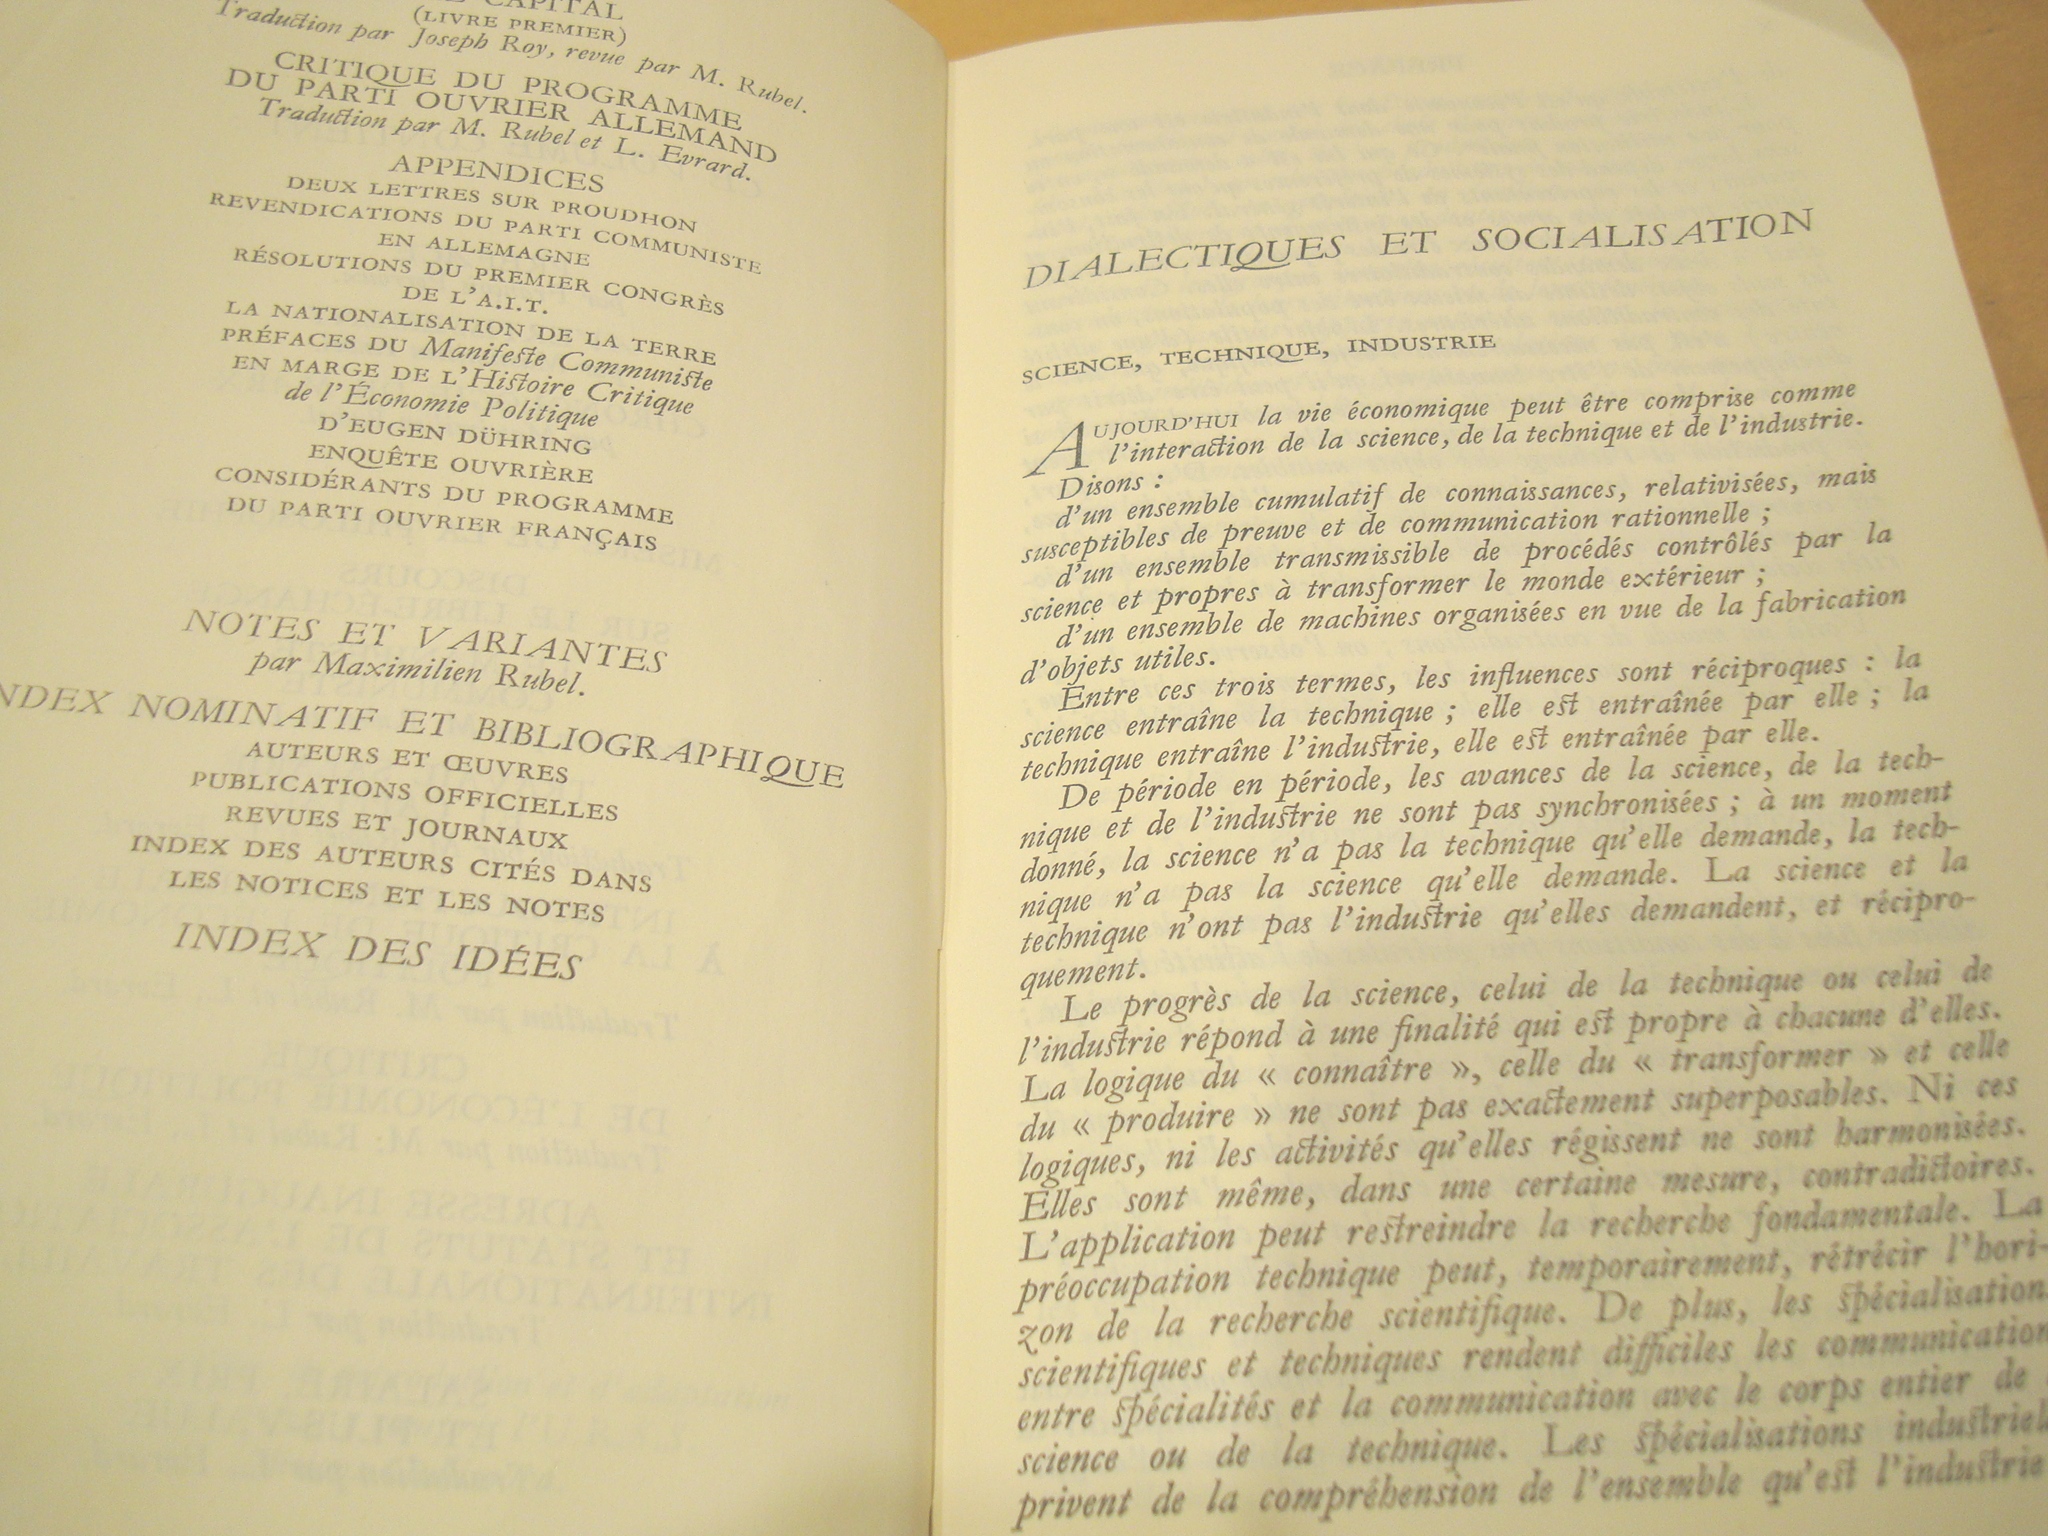 CAPITAL
(LIVRE PREMIER)
Traduction par Joseph Roy, revue par M. Rubel.
CRITIQUE DU PROGRAMME
DU PARTI OUVRIER ALLEMAND
Traduction par M. Rubel et L. Evrard.
APPENDICES
DEUX LETTRES SUR PROUDHON
REVENDICATIONS DU PARTI COMMUNISTE
EN ALLEMAGNE
RÉSOLUTIONS DU PREMIER CONGRÈS
DE L'A.I.T.
LA NATIONALISATION DE LA TERRE
PRÉFACES DU Manifeste Communiste
EN MARGE DE L'Histoire Critique
de l'Économie Politique
D'EUGEN DÜHRING
ENQUÊTE OUVRIÈRE
CONSIDÉRANTS DU PROGRAMME
DU PARTI OUVRIER FRANÇAIS
NOTES ET VARIANTES
par Maximilien Rubel.
INDEX NOMINATIF ET BIBLIOGRAPHIQUE
AUTEURS ET ŒUVRES
PUBLICATIONS OFFICIELLES
REVUES ET JOURNAUX
INDEX DES AUTEURS CITÉS DANS
LES NOTICES ET LES NOTES
INDEX DES IDÉES
DIALECTIQUES ET SOCIALISATION
SCIENCE, TECHNIQUE, INDUSTRIE
AUJOURD'HUI la vie économique peut être comprise comme
l'interaction de la science, de la technique et de l'industrie.
Disons :
d'un ensemble cumulatif de connaissances, relativisées, mais
susceptibles de preuve et de communication rationnelle ;
d'un ensemble transmissible de procédés contrôlés par la
science et propres à transformer le monde extérieur ;
d'un ensemble de machines organisées en vue de la fabrication
d'objets utiles.
Entre ces trois termes, les influences sont réciproques : la
science entraîne la technique ; elle est entraînée par elle ; la
technique entraîne l'industrie, elle est entraînée par elle.
De période en période, les avances de la science, de la tech-
nique et de l'industrie ne sont pas synchronisées ; à un moment
donné, la science n'a pas la technique qu'elle demande, la tech-
nique n'a pas la science qu'elle demande. La science et la
technique n'ont pas l'industrie qu'elles demandent, et récipro-
quement.
Le progrès de la science, celui de la technique ou celui de
l'industrie répond à une finalité qui est propre à chacune d'elles.
La logique du « connaître », celle du « transformer » et celle
du « produire » ne sont pas exactement superposables. Ni ces
logiques, ni les activités qu'elles régissent ne sont harmonisées.
Elles sont même, dans une certaine mesure, contradictoires.
L'application peut restreindre la recherche fondamentale. La
préoccupation technique peut, temporairement, rétrécir l'hori-
zon de la recherche scientifique. De plus, les spécialisation
scientifiques et techniques rendent difficiles les communication
entre spécialités et la communication avec le corps entier de
science ou de la technique. Les spécialisations industriel
privent de la compréhension de l'ensemble qu'est l'industrie